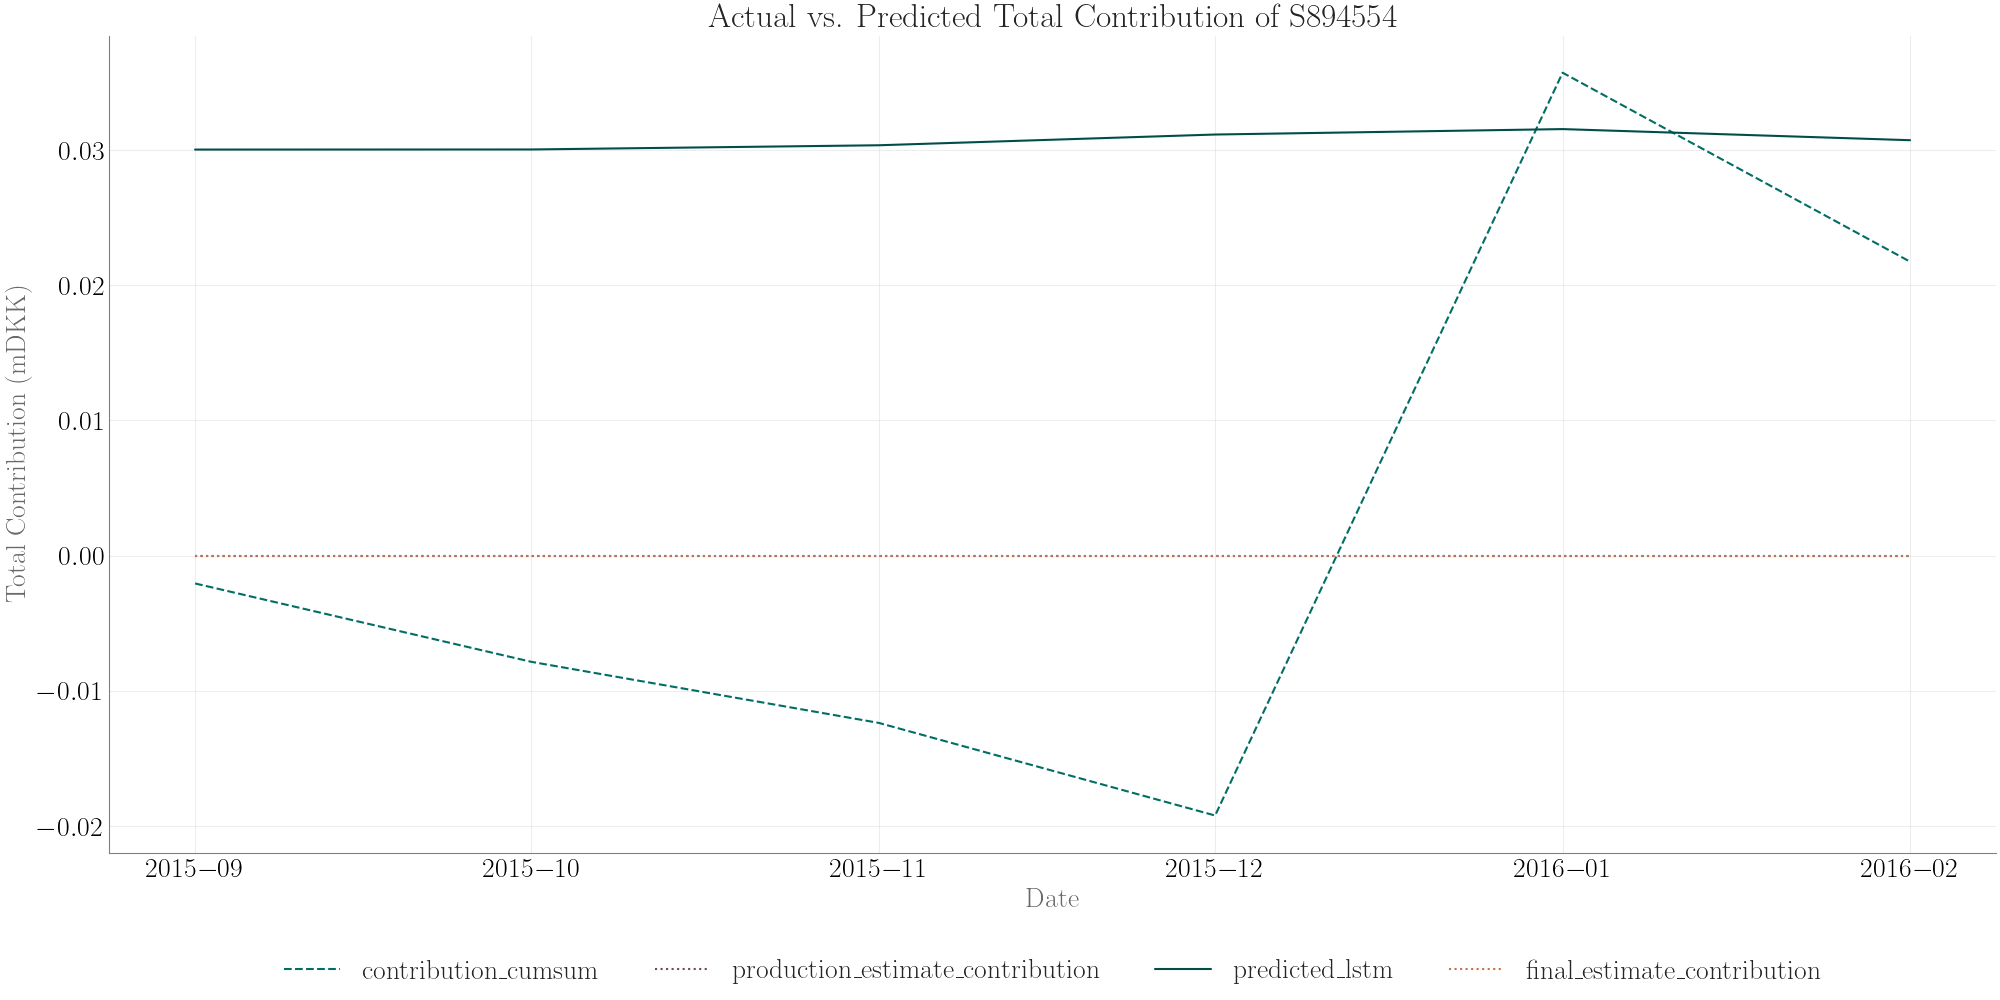 Actual vs. Predicted Total Contribution of S894554
Total Contribution (mDKK)
0.03
0.02
0.01
0.00
−0.01
−0.02
2015−09 2015−10 2015−11 2015−12 2016−01 2016−02
Date
contribution_cumsum production_estimate_contribution predicted_lstm final_estimate_contribution